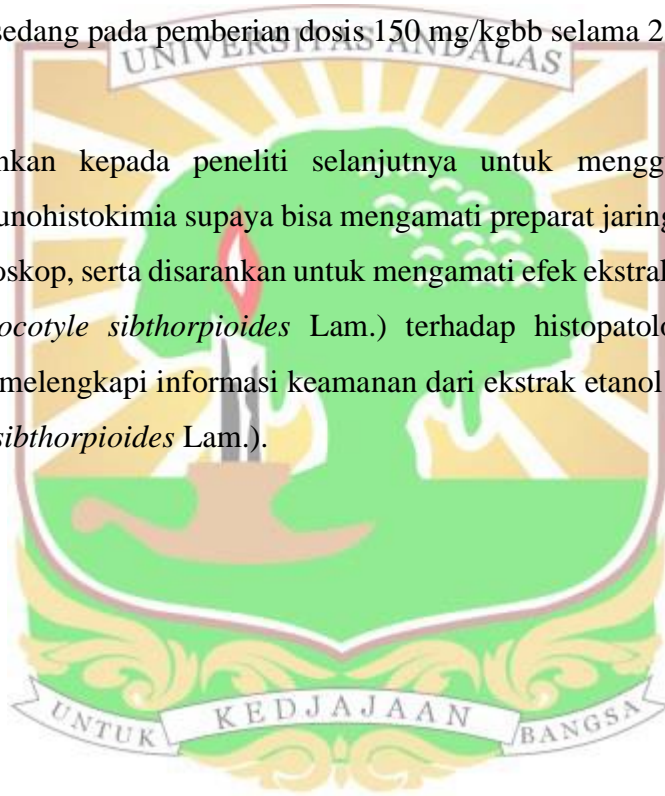 sedang pada pemberian dosis 150 mg/kgbb selama 2
UNIVERSITAS ANDALAS
nkan kepada peneliti selanjutnya untuk mengg
unohistokimia supaya bisa mengamati preparat jaring
oskop, serta disarankan untuk mengamati efek ekstrak
ocotyle sibthorpioides Lam.) terhadap histopatolo
melengkapi informasi keamanan dari ekstrak etanol
sibthorpioides Lam.).
UNTUK KEDJAJAAN BANGSA